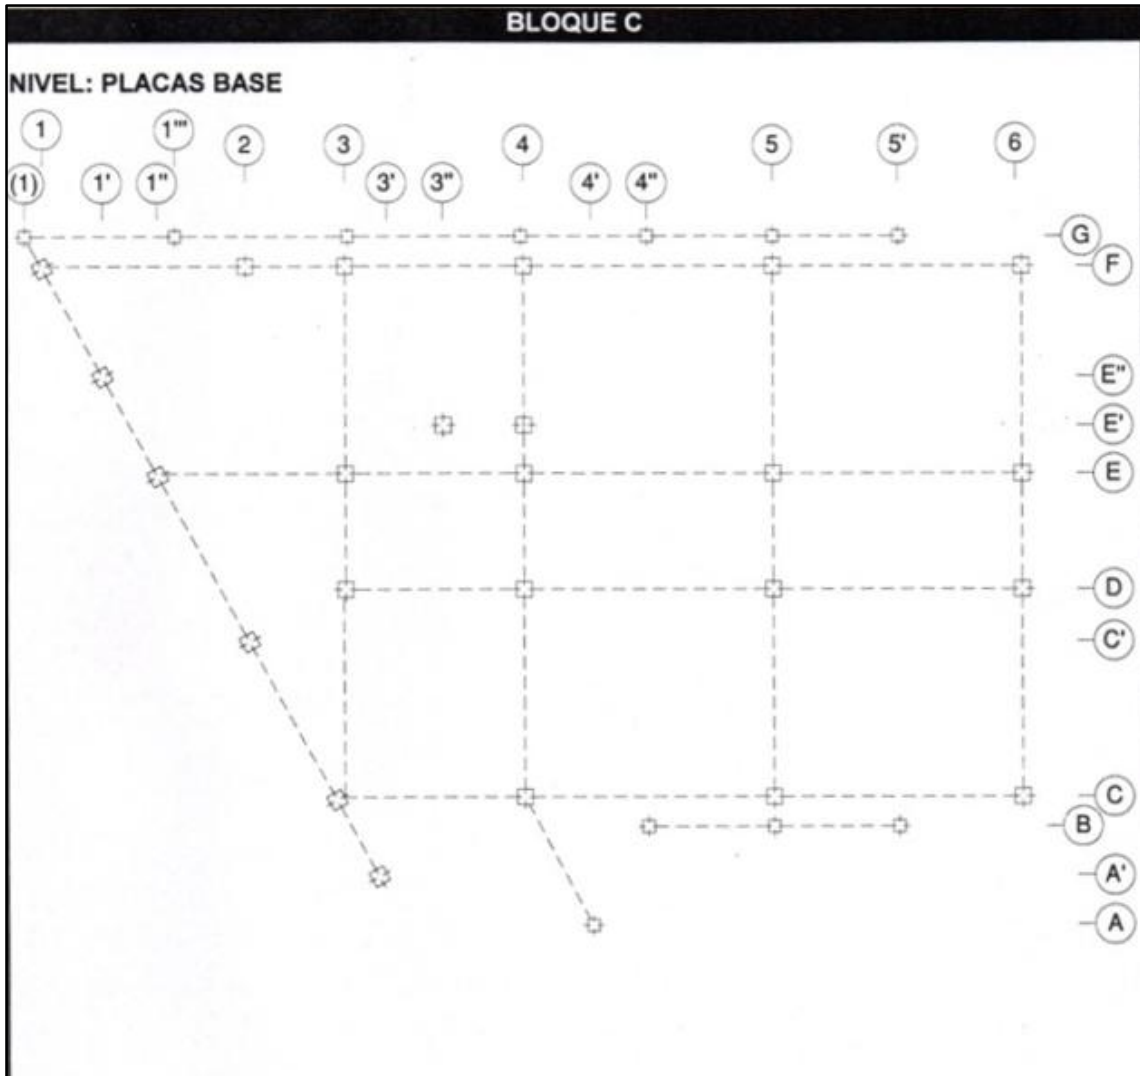 BLOQUE C
NIVEL: PLACAS BASE
1 1''' 2 3 4 5 5' 6
(1) 1' 1" 3' 3" 4' 4"
G
F
E"
E'
E
D
C'
C
B
A'
A